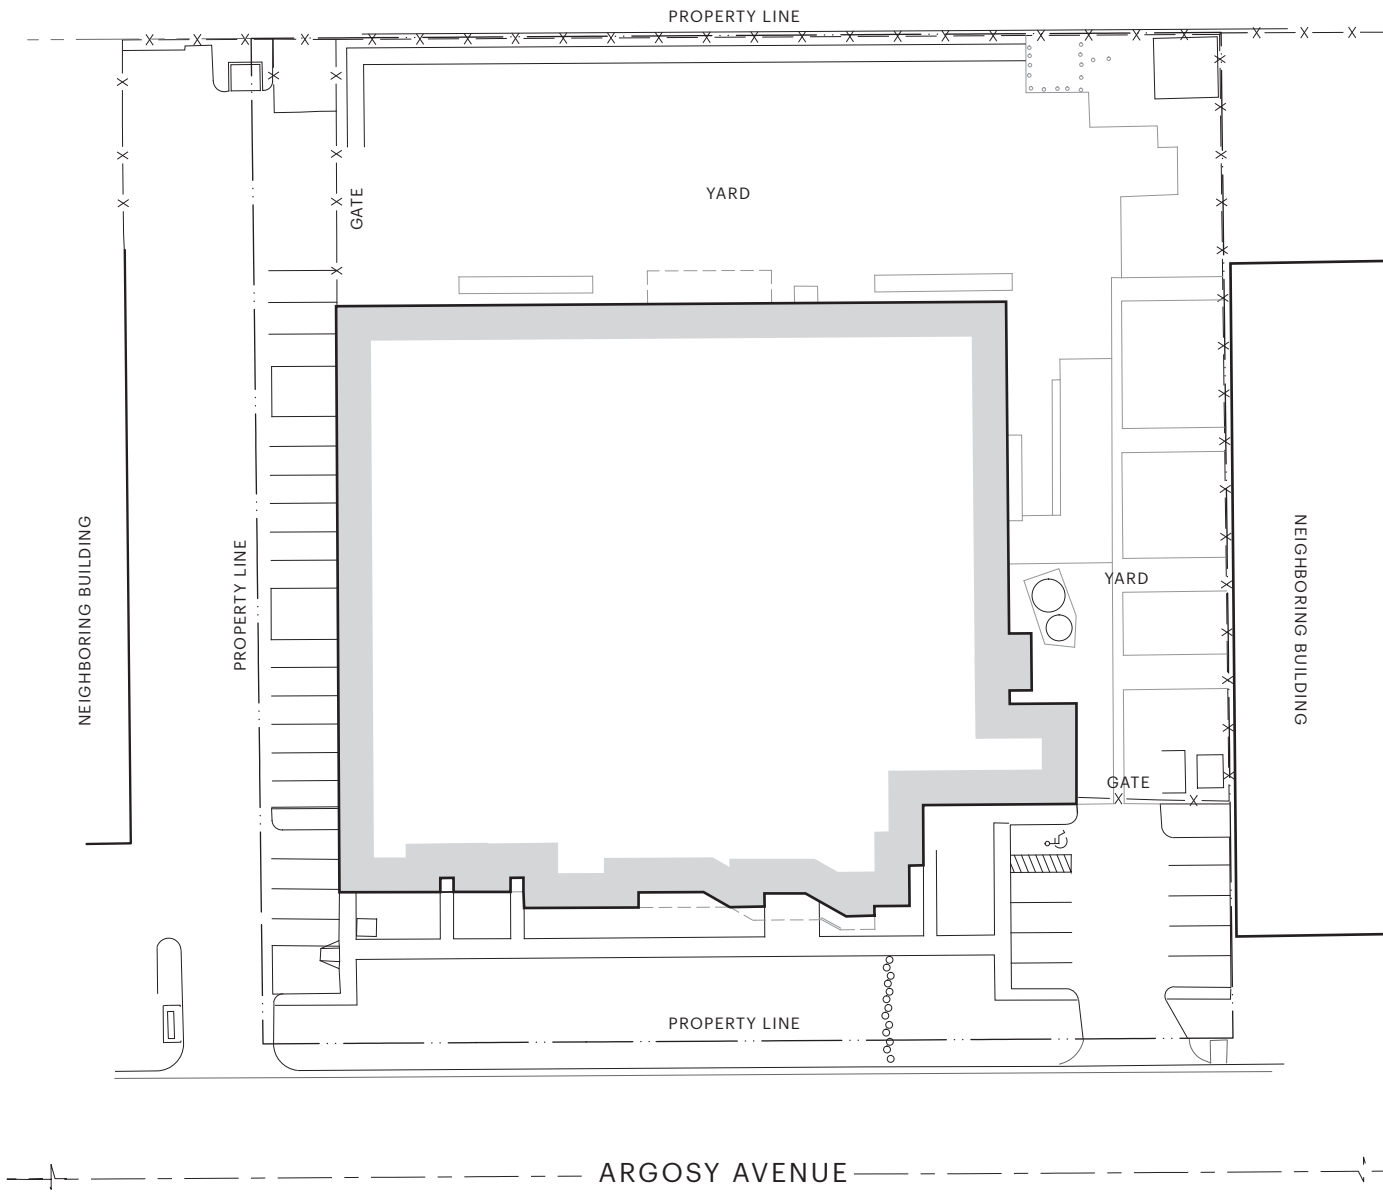 PROPERTY LINE
GATE
YARD
NEIGHBORING BUILDING
PROPERTY LINE
YARD
NEIGHBORING BUILDING
GATE
PROPERTY LINE
ARGOSY AVENUE